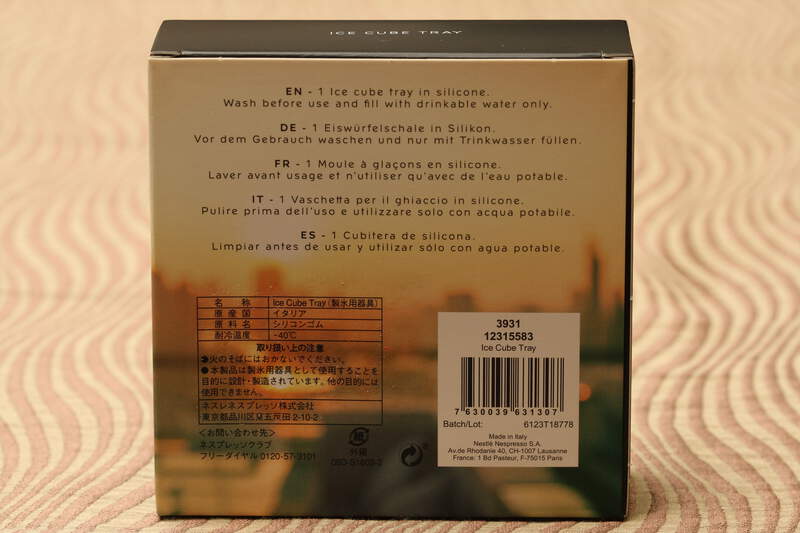 ICE CUBE TRAY
EN - 1 Ice cube tray in silicone.
Wash before use and fill with drinkable water only.
DE - 1 Eiswürfelschale in Silikon.
Vor dem Gebrauch waschen und nur mit Trinkwasser füllen.
FR - 1 Moule à glaçons en silicone.
Laver avant usage et n'utiliser qu'avec de l'eau potable.
IT - 1 Vaschetta per il ghiaccio in silicone.
Pulire prima dell'uso e utilizzare solo con acqua potabile.
ES - 1 Cubitera de silicona.
Limpiar antes de usar y utilizar sólo con agua potable.
名 称 Ice Cube Tray (製氷用器具)
原 産 国 イタリア
原 料 名 シリコンゴム
耐冷温度 -40℃
取り扱い上の注意
●火のそばにはおかないでください。
●本製品は製氷用器具として使用することを
目的に設計・製造されています。他の目的には
使用できません。
ネスレネスプレッソ株式会社
東京都品川区東五反田 2-10-2
<お問い合わせ先>
ネスプレッソクラブ
フリーダイヤル 0120-57-3101
紙
外箱
3931
12315583
Ice Cube Tray
7 630039 631307
Batch/Lot: 6123T18778
Made in Italy
Nestlé Nespresso S.A.
Av.de Rhodanie 40, CH-1007 Lausanne
France: 1 Bd Pasteur, F-75015 Paris